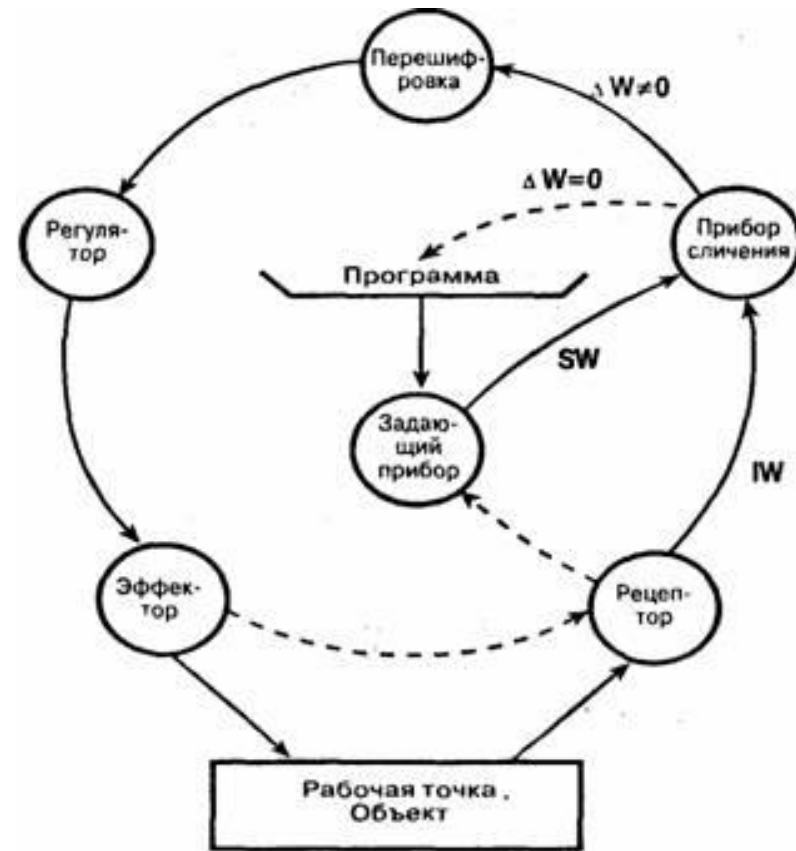 Перешиф-
ровка
Δ W≠0
Δ W=0
Регуля-
тор
Прибор
сличения
Программа
SW
Задаю-
щий
прибор
IW
Эффек-
тор
Рецеп-
тор
Рабочая точка.
Объект